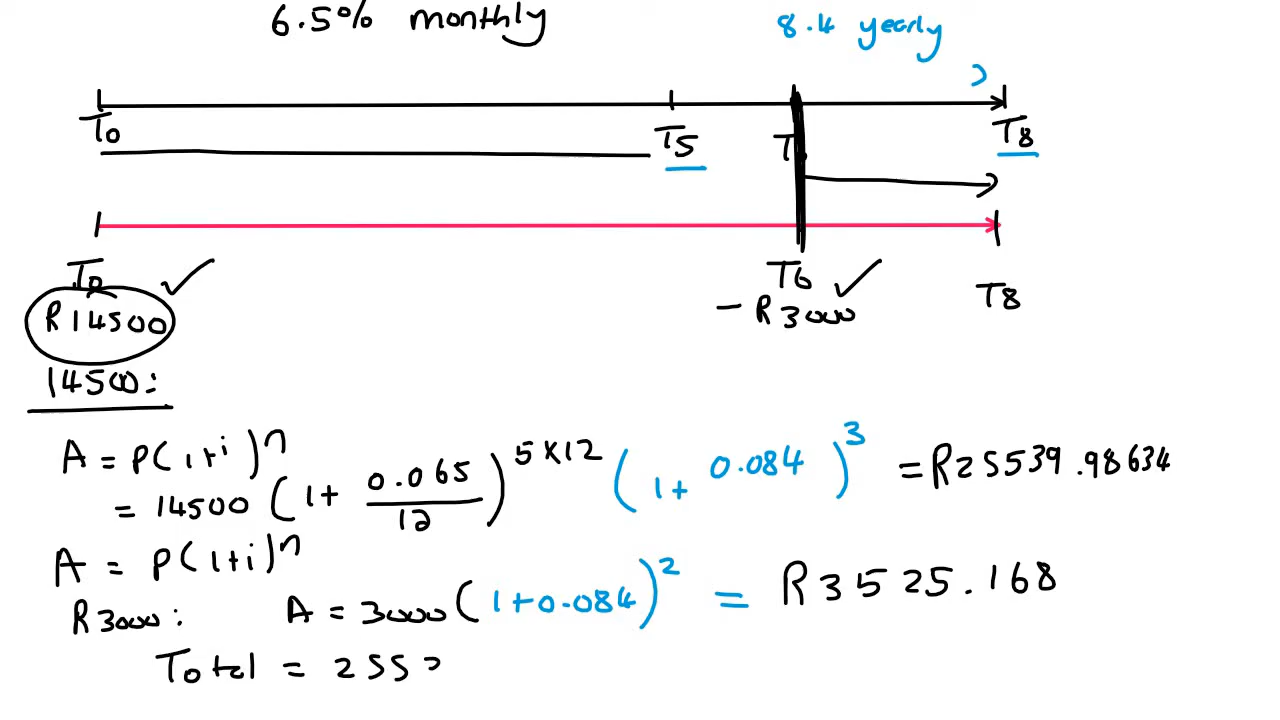 6.5% monthly 8.4 yearly
T0 T5 T T8
T0 T6 T8
R14500 - R3000
14500:
A = P(1+i)^n
= 14500 (1+ 0.065/12)^5×12 (1+ 0.084)^3 = R25539.98634
A = P(1+i)^n
R3000: A = 3000(1+0.084)^2 = R3525.168
Total = 255